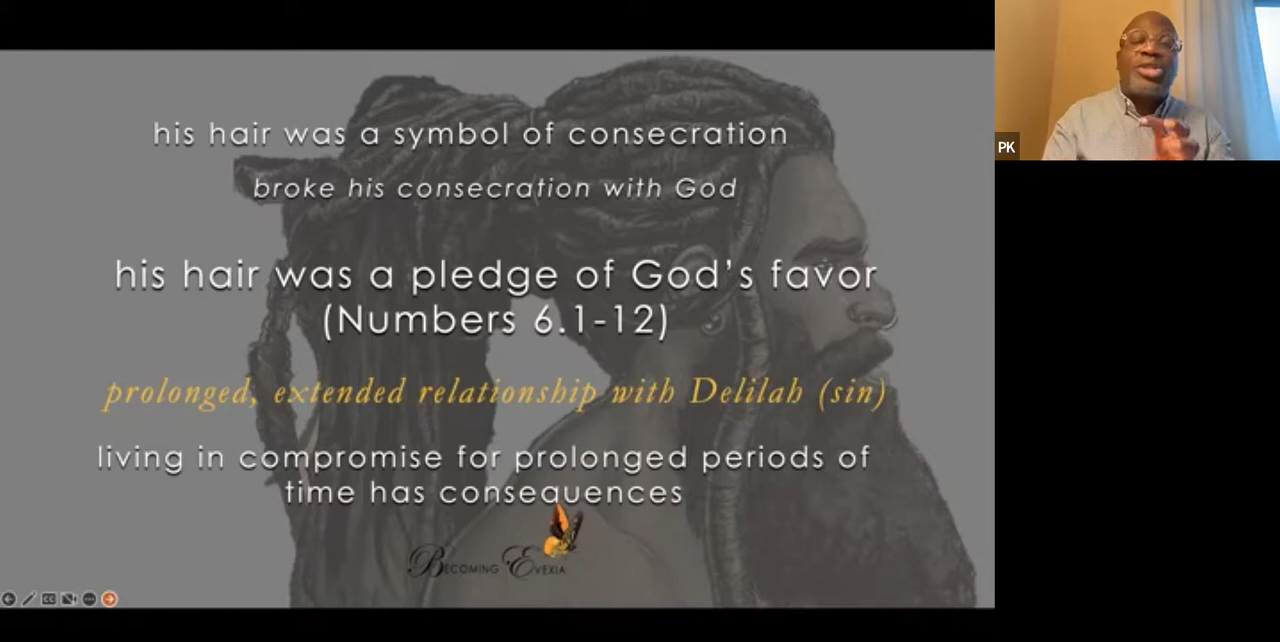 his hair was a symbol of consecration
broke his consecration with God
his hair was a pledge of God's favor
(Numbers 6.1-12)
prolonged, extended relationship with Delilah (sin)
living in compromise for prolonged periods of
time has consequences
BECOMING EVEXIA
PK
CC